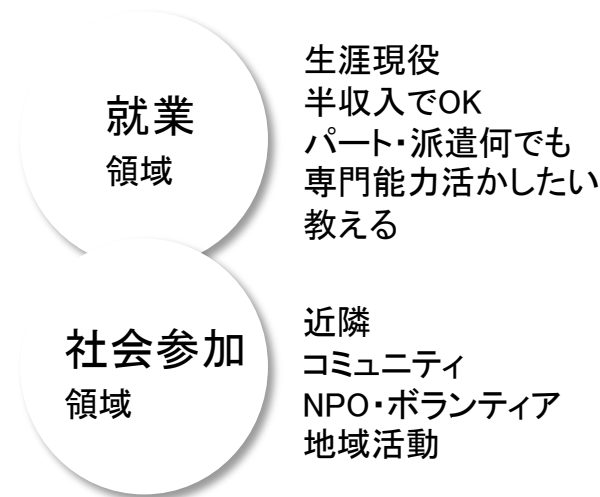 就業
領域
生涯現役
半収入でOK
パート・派遣何でも
専門能力活かしたい
教える
社会参加
領域
近隣
コミュニティ
NPO・ボランティア
地域活動